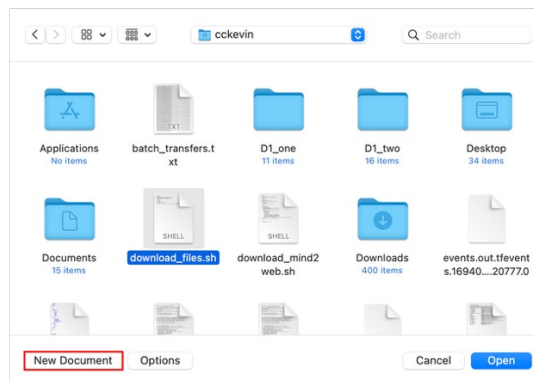 cckevin
Search
TXT
Applications
No items
batch_transfers.t
xt
D1_one
11 items
D1_two
16 items
Desktop
34 items
SHELL
SHELL
Documents
15 items
download_files.sh
download_mind2
web.sh
Downloads
400 items
events.out.tfevent
s.16940....20777.0
New Document
Options
Cancel
Open